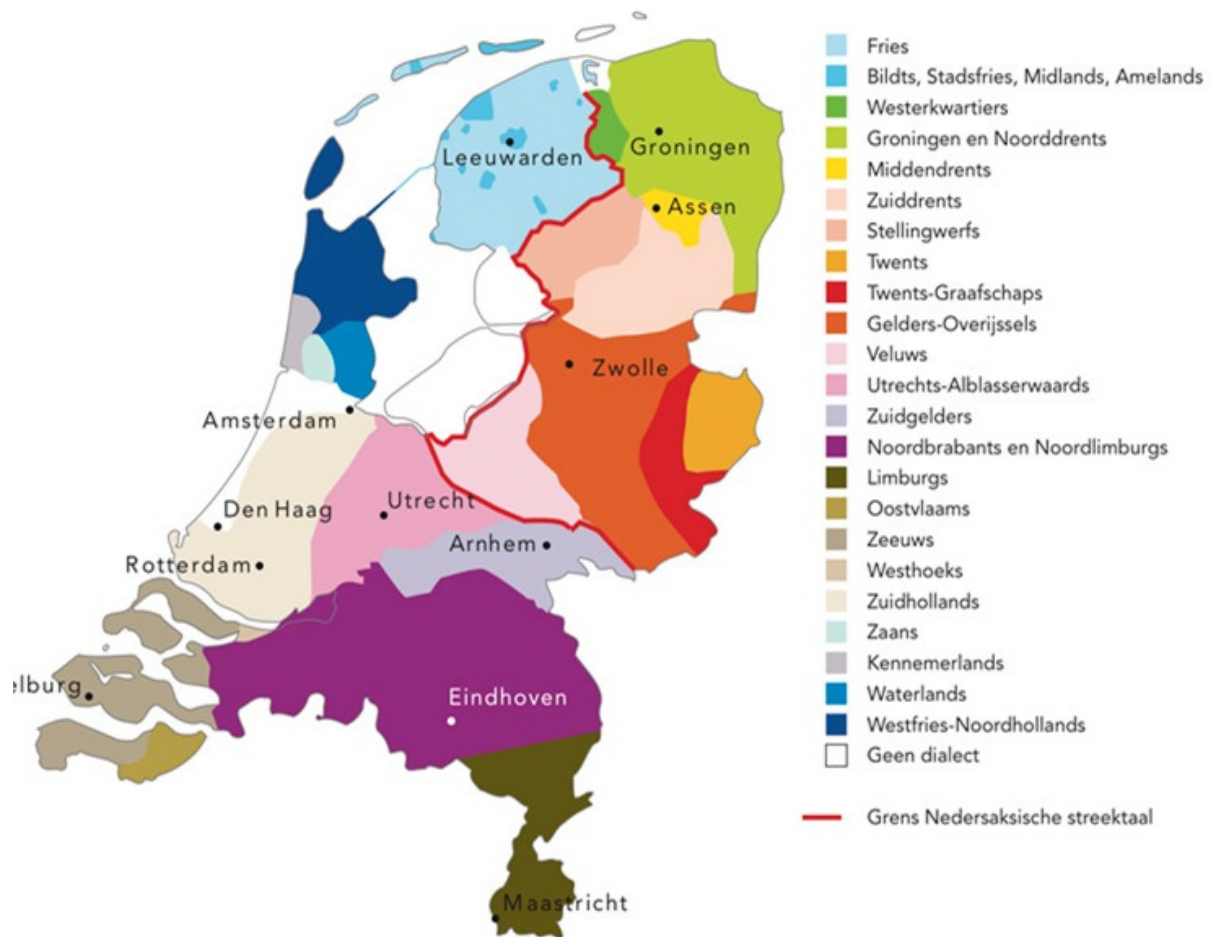 Leeuwarden
Groningen
Assen
Zwolle
Amsterdam
Den Haag
Utrecht
Rotterdam
Arnhem
elburg
Eindhoven
Maastricht
Fries
Bildts, Stadsfries, Midlands, Amelands
Westerkwartiers
Groningen en Noorddrents
Middendrents
Zuiddrents
Stellingwerfs
Twents
Twents-Graafschaps
Gelders-Overijssels
Veluws
Utrechts-Alblasserwaards
Zuidgelders
Noordbrabants en Noordlimburgs
Limburgs
Oostvlaams
Zeeuws
Westhoeks
Zuidhollands
Zaans
Kennemerlands
Waterlands
Westfries-Noordhollands
Geen dialect
Grens Nedersaksische streektaal